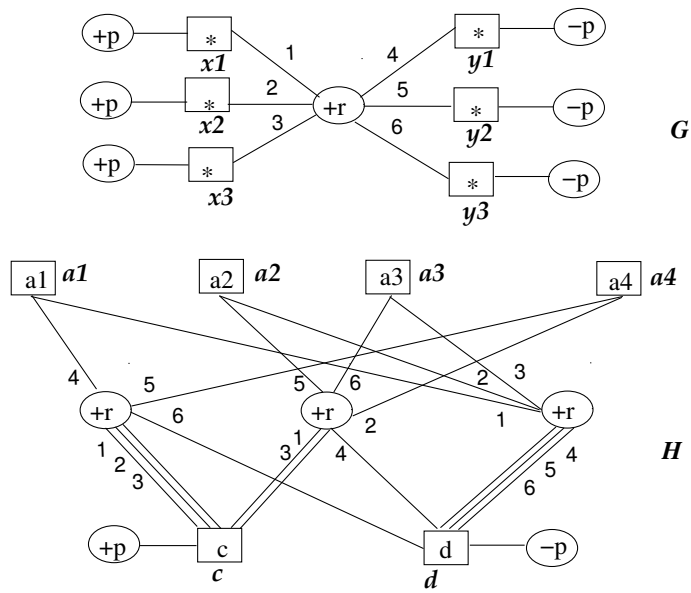 +p * 1 4 * −p
x1 y1
+p * 2 +r 5 * −p
x2 y2
G
+p * 3 6 * −p
x3 y3
a1 a1 a2 a2 a3 a3 a4 a4
4 5 5 6 2 3
+r 6 +r 2 1 +r
1 2 3 3 1 4 6 5 4
H
+p c d −p
c d